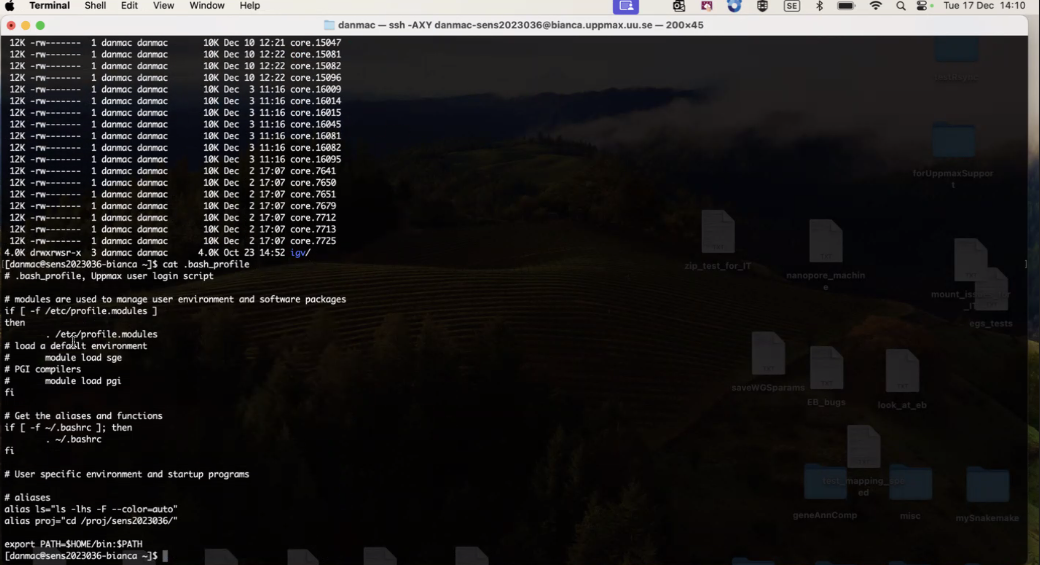 Terminal Shell Edit View Window Help SE Tue 17 Dec 14:10
danmac — ssh -AXY danmac-sens2023036@bianca.uppmax.uu.se — 200×45
12K -rw------- 1 danmac danmac 10K Dec 10 12:21 core.15047
12K -rw------- 1 danmac danmac 10K Dec 10 12:22 core.15081
12K -rw------- 1 danmac danmac 10K Dec 10 12:22 core.15082
12K -rw------- 1 danmac danmac 10K Dec 10 12:22 core.15096
12K -rw------- 1 danmac danmac 10K Dec 3 11:16 core.16009
12K -rw------- 1 danmac danmac 10K Dec 3 11:16 core.16014
12K -rw------- 1 danmac danmac 10K Dec 3 11:16 core.16015
12K -rw------- 1 danmac danmac 10K Dec 3 11:16 core.16045
12K -rw------- 1 danmac danmac 10K Dec 3 11:16 core.16081
12K -rw------- 1 danmac danmac 10K Dec 3 11:16 core.16082
12K -rw------- 1 danmac danmac 10K Dec 3 11:16 core.16095
12K -rw------- 1 danmac danmac 10K Dec 2 17:07 core.7641
12K -rw------- 1 danmac danmac 10K Dec 2 17:07 core.7650
12K -rw------- 1 danmac danmac 10K Dec 2 17:07 core.7651
12K -rw------- 1 danmac danmac 10K Dec 2 17:07 core.7679
12K -rw------- 1 danmac danmac 10K Dec 2 17:07 core.7712
12K -rw------- 1 danmac danmac 10K Dec 2 17:07 core.7713
12K -rw------- 1 danmac danmac 10K Dec 2 17:07 core.7725
4.0K drwxrwsr-x 3 danmac danmac 4.0K Oct 23 14:52 igv/
[danmac@sens2023036-bianca ~]$ cat .bash_profile
# .bash_profile, Uppmax user login script
# modules are used to manage user environment and software packages
if [ -f /etc/profile.modules ]
then
. /etc/profile.modules
# load a default environment
# module load sge
# PGI compilers
# module load pgi
fi
# Get the aliases and functions
if [ -f ~/.bashrc ]; then
. ~/.bashrc
fi
# User specific environment and startup programs
# aliases
alias ls="ls -lhs -F --color=auto"
alias proj="cd /proj/sens2023036/"
export PATH=$HOME/bin:$PATH
[danmac@sens2023036-bianca ~]$
forUppmaxSuppor
t
zip_test_for_IT
nanopore_machin
e
egs_tests
saveWGSparams
EB_bugs
look_at_eb
ed
geneAnnComp
misc
mySnakemake